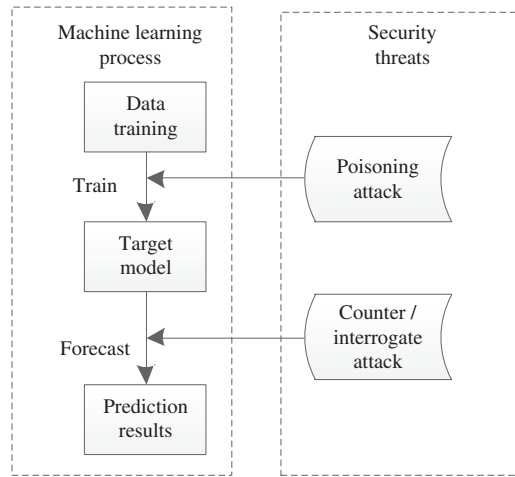 Machine learning
process
Security
threats
Data
training
Train
Poisoning
attack
Target
model
Forecast
Counter /
interrogate
attack
Prediction
results